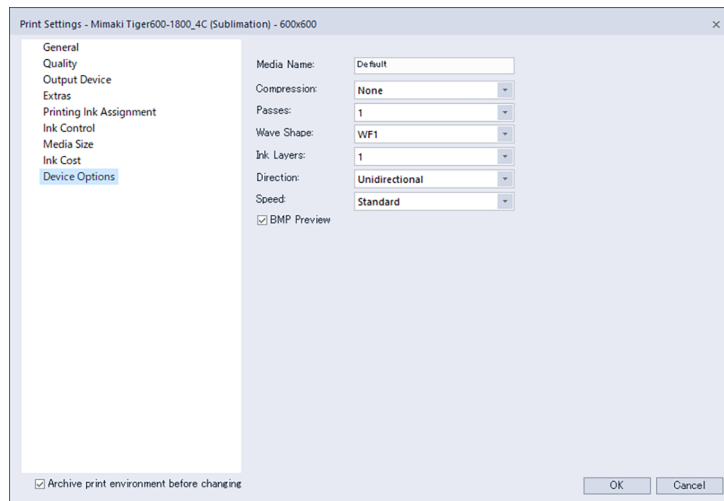 Print Settings - Mimaki Tiger600-1800_4C (Sublimation) - 600x600
General
Quality
Output Device
Extras
Printing Ink Assignment
Ink Control
Media Size
Ink Cost
Device Options
Media Name: Default
Compression: None
Passes: 1
Wave Shape: WF1
Ink Layers: 1
Direction: Unidirectional
Speed: Standard
BMP Preview
Archive print environment before changing
OK Cancel